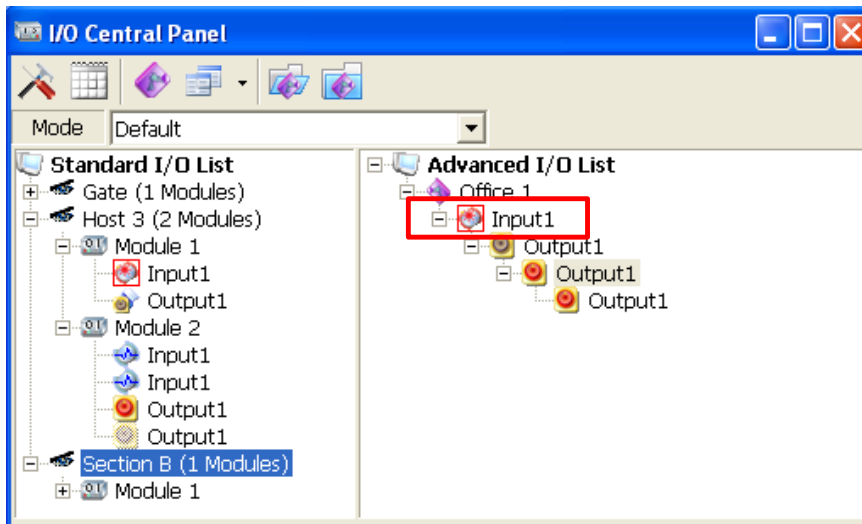 I/O Central Panel
Mode Default
Standard I/O List
Gate (1 Modules)
Host 3 (2 Modules)
Module 1
Input1
Output1
Module 2
Input1
Input1
Output1
Output1
Section B (1 Modules)
Module 1
Advanced I/O List
Office 1
Input1
Output1
Output1
Output1